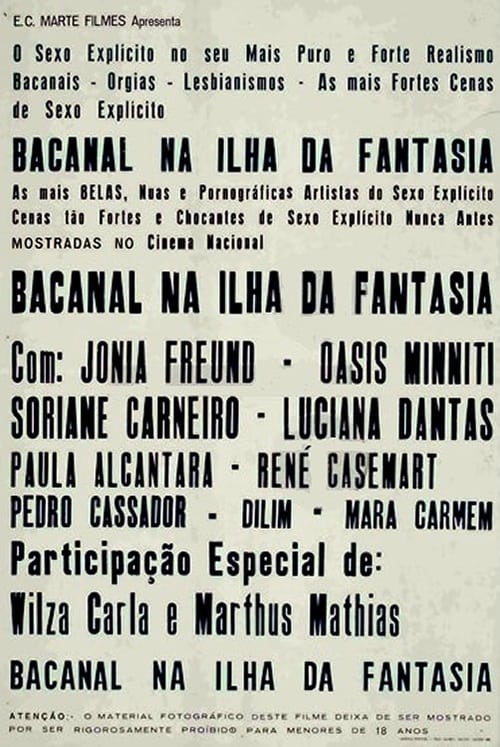 E.C. MARTE FILMES Apresenta
O Sexo Explícito no seu Mais Puro e Forte Realismo
Bacanais - Orgias - Lesbianismos - As mais Fortes Cenas
de Sexo Explícito
BACANAL NA ILHA DA FANTASIA
As mais BELAS, Nuas e Pornográficas Artistas do Sexo Explícito
Cenas tão Fortes e Chocantes de Sexo Explícito Nunca Antes
MOSTRADAS NO Cinema Nacional
BACANAL NA ILHA DA FANTASIA
Com: JONIA FREUND - OASIS MINNITI
SORIANE CARNEIRO - LUCIANA DANTAS
PAULA ALCANTARA - RENÉ CASEMART
PEDRO CASSADOR - DILIM - MARA CARMEM
Participação Especial de:
Wilza Carla e Marthus Mathias
BACANAL NA ILHA DA FANTASIA
ATENÇÃO:- O MATERIAL FOTOGRÁFICO DESTE FILME DEIXA DE SER MOSTRADO
POR SER RIGOROSAMENTE PROIBIDO PARA MENORES DE 18 ANOS